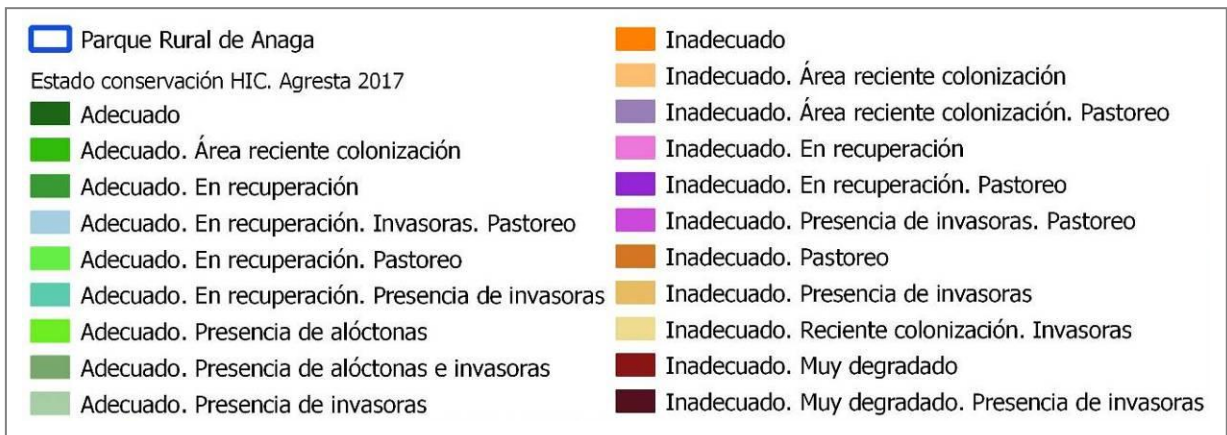 Parque Rural de Anaga
Estado conservación HIC. Agresta 2017
Adecuado
Adecuado. Área reciente colonización
Adecuado. En recuperación
Adecuado. En recuperación. Invasoras. Pastoreo
Adecuado. En recuperación. Pastoreo
Adecuado. En recuperación. Presencia de invasoras
Adecuado. Presencia de alóctonas
Adecuado. Presencia de alóctonas e invasoras
Adecuado. Presencia de invasoras
Inadecuado
Inadecuado. Área reciente colonización
Inadecuado. Área reciente colonización. Pastoreo
Inadecuado. En recuperación
Inadecuado. En recuperación. Pastoreo
Inadecuado. Presencia de invasoras. Pastoreo
Inadecuado. Pastoreo
Inadecuado. Presencia de invasoras
Inadecuado. Reciente colonización. Invasoras
Inadecuado. Muy degradado
Inadecuado. Muy degradado. Presencia de invasoras